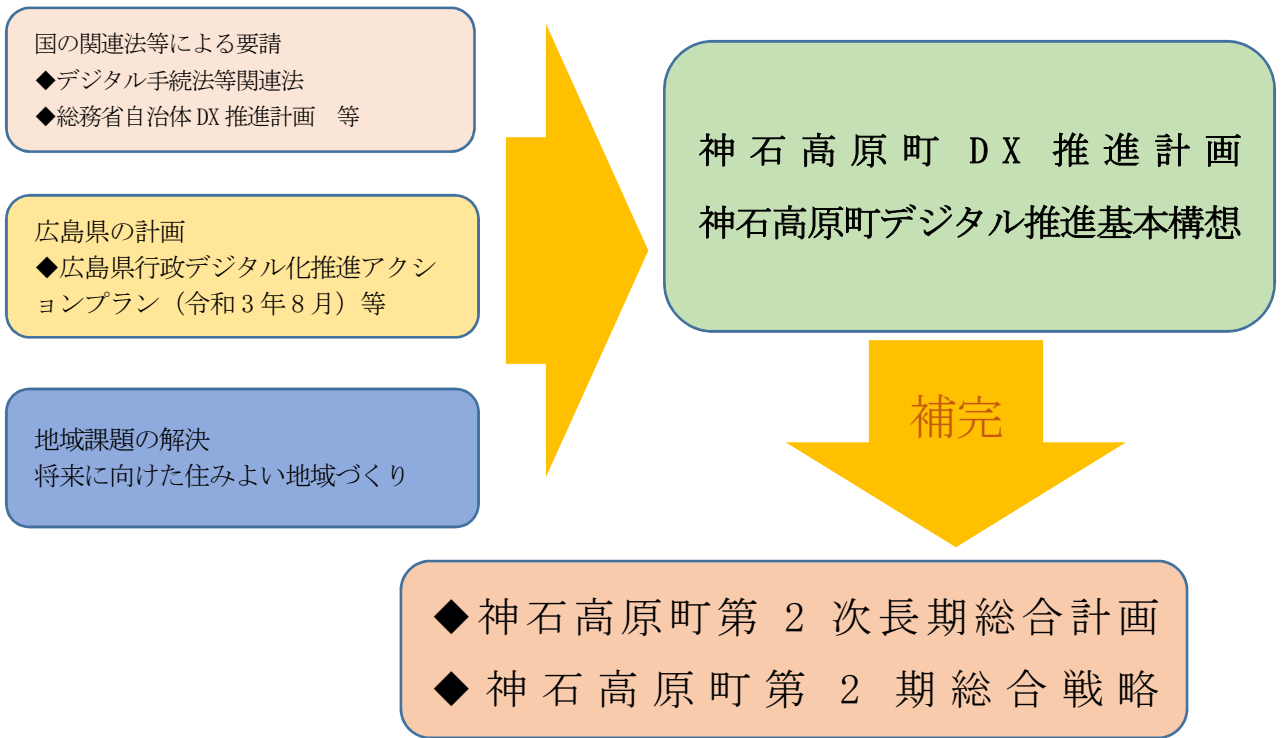 国の関連法等による要請
◆デジタル手続法等関連法
◆総務省自治体 DX 推進計画　等
広島県の計画
◆広島県行政デジタル化推進アクシ
ョンプラン（令和３年８月）等
地域課題の解決
将来に向けた住みよい地域づくり
神石高原町 DX 推進計画
神石高原町デジタル推進基本構想
補完
◆神石高原町第 2 次長期総合計画
◆神石高原町第 2 期総合戦略